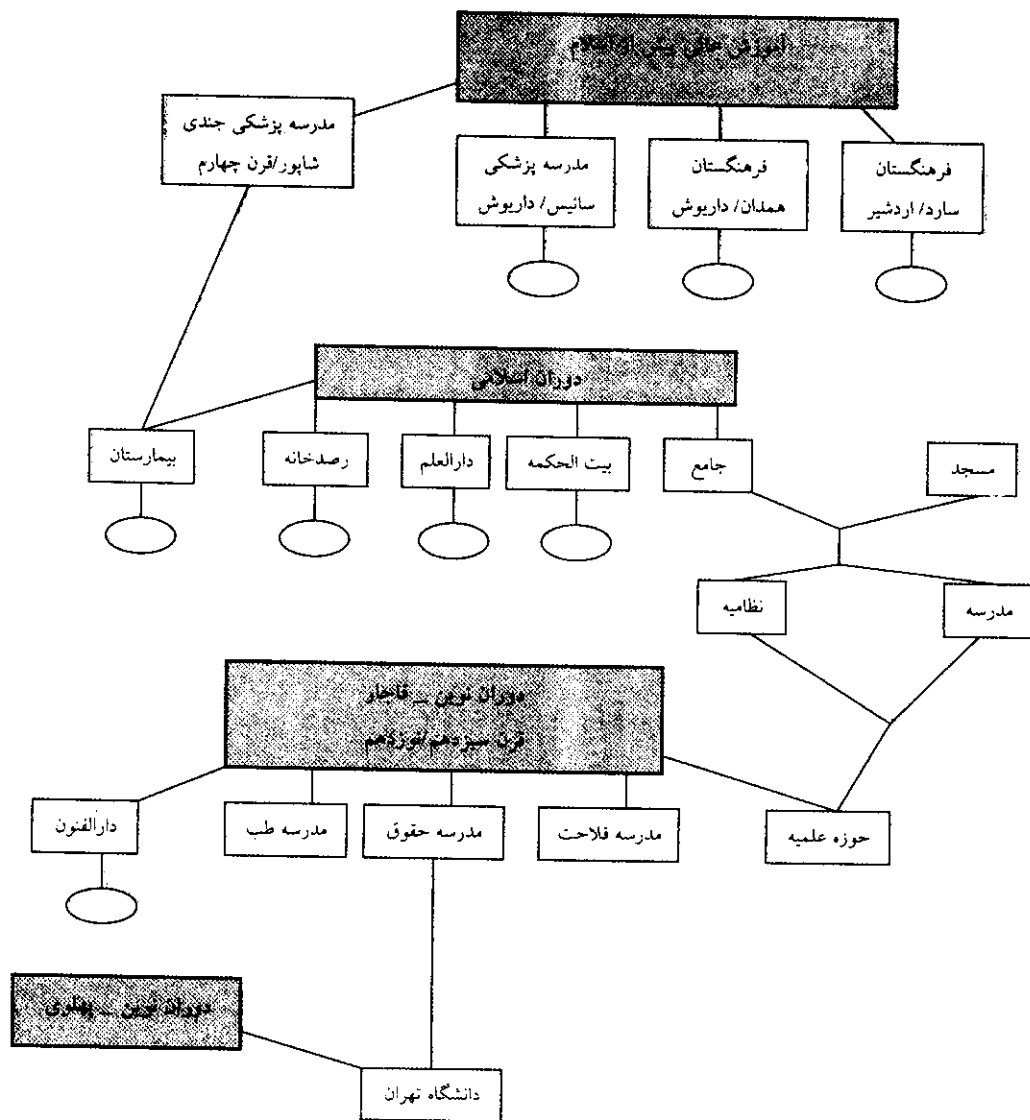 آموزش عالی پیش از اسلام
مدرسه پزشکی جندی
شاپور/قرن چهارم
فرهنگستان
سارد/ اردشیر
فرهنگستان
همدان/ داریوش
مدرسه پزشکی
سائیس/ داریوش
دوران اسلامی
مسجد
جامع
بیت الحکمه
دارالعلم
رصدخانه
بیمارستان
مدرسه
نظامیه
دوران نوین _ قاجار
قرن سیزدهم/نوزدهم
حوزه علمیه
مدرسه فلاحت
مدرسه حقوق
مدرسه طب
دارالفنون
دوران نوین _ پهلوی
دانشگاه تهران